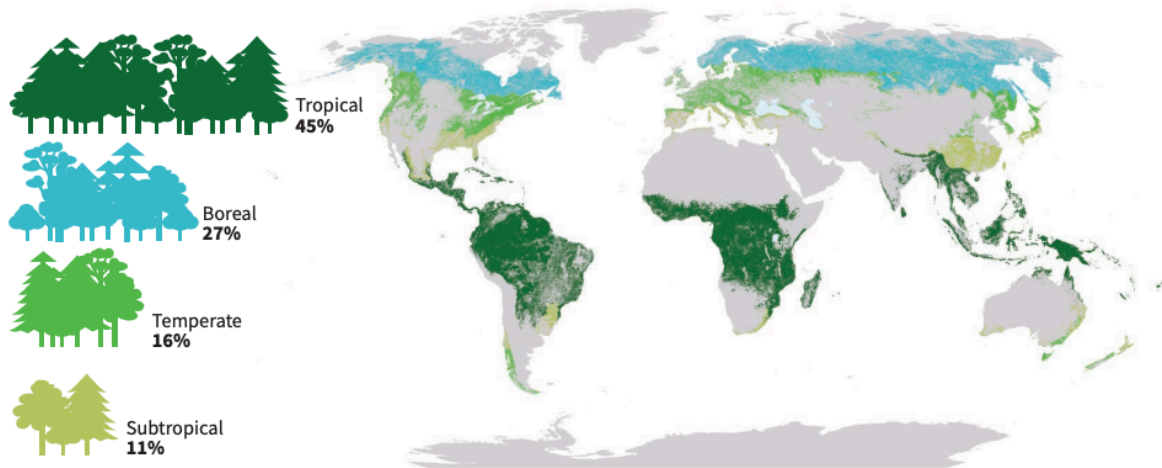 Tropical
45%
Boreal
27%
Temperate
16%
Subtropical
11%